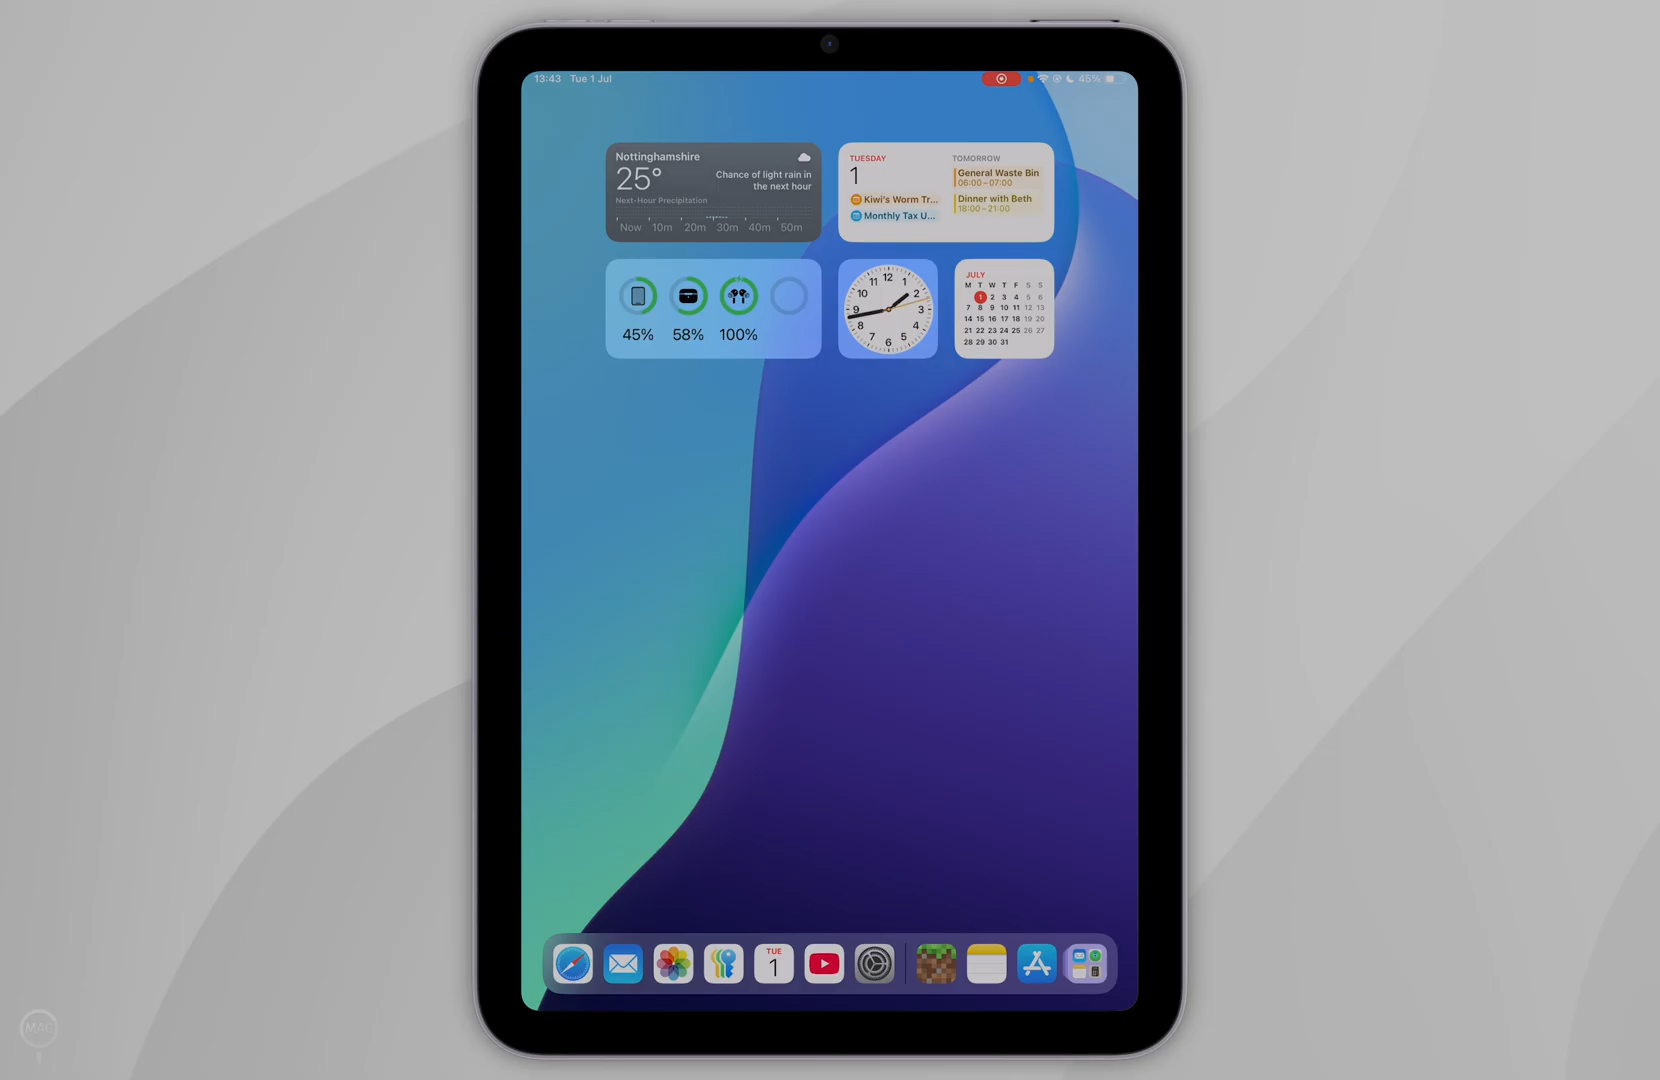 13:43 Tue 1 Jul
45%
Nottinghamshire
25°
Chance of light rain in
the next hour
Next-Hour Precipitation
Now 10m 20m 30m 40m 50m
TUESDAY
1
Kiwi's Worm Tr...
Monthly Tax U...
TOMORROW
General Waste Bin
06:00 – 07:00
Dinner with Beth
18:00 – 21:00
45% 58% 100%
12
1
2
3
4
5
6
7
8
9
10
11
JULY
M T W T F S S
1 2 3 4 5 6
7 8 9 10 11 12 13
14 15 16 17 18 19 20
21 22 23 24 25 26 27
28 29 30 31
TUE
1
MAC